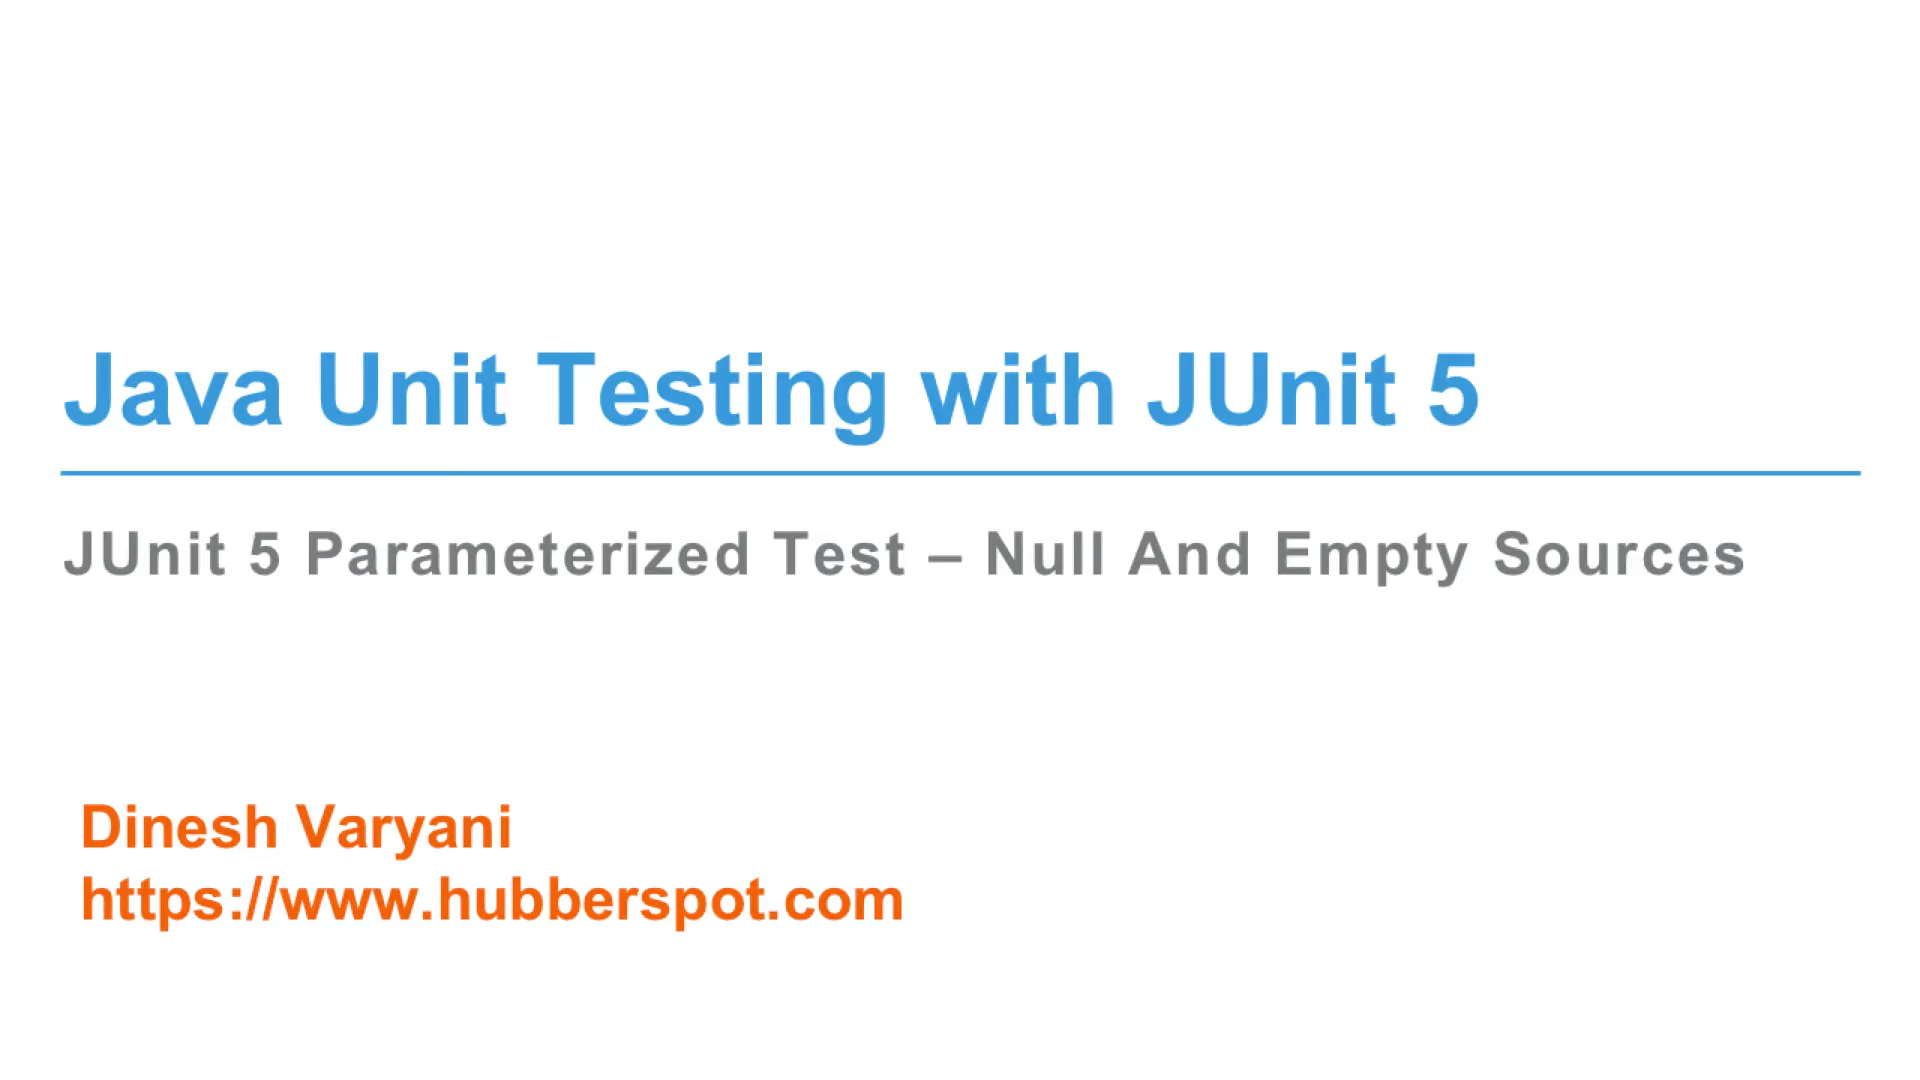 Java Unit Testing with JUnit 5
JUnit 5 Parameterized Test – Null And Empty Sources
Dinesh Varyani
https://www.hubberspot.com